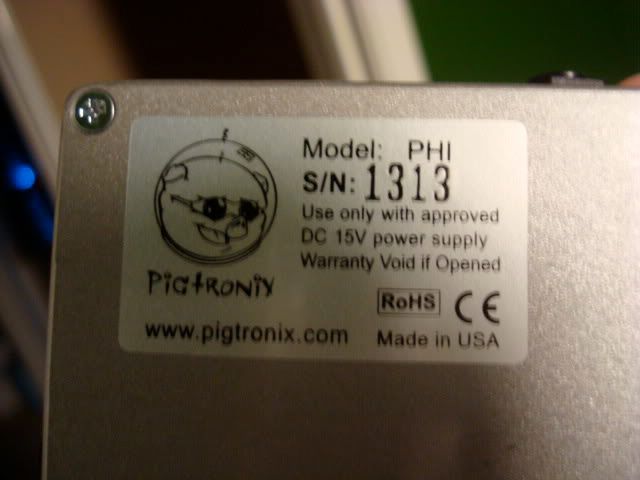 Model: PHI
S/N: 1313
Use only with approved
DC 15V power supply
Warranty Void if Opened
PigtRONiX
RoHS CE
www.pigtronix.com
Made in USA